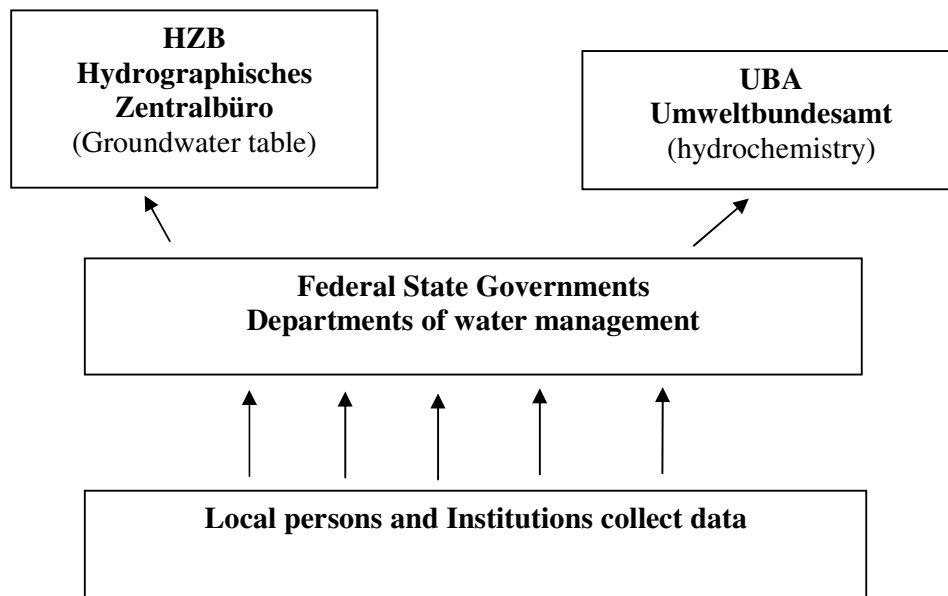 HZB
Hydrographisches
Zentralbüro
(Groundwater table)
UBA
Umweltbundesamt
(hydrochemistry)
Federal State Governments
Departments of water management
Local persons and Institutions collect data